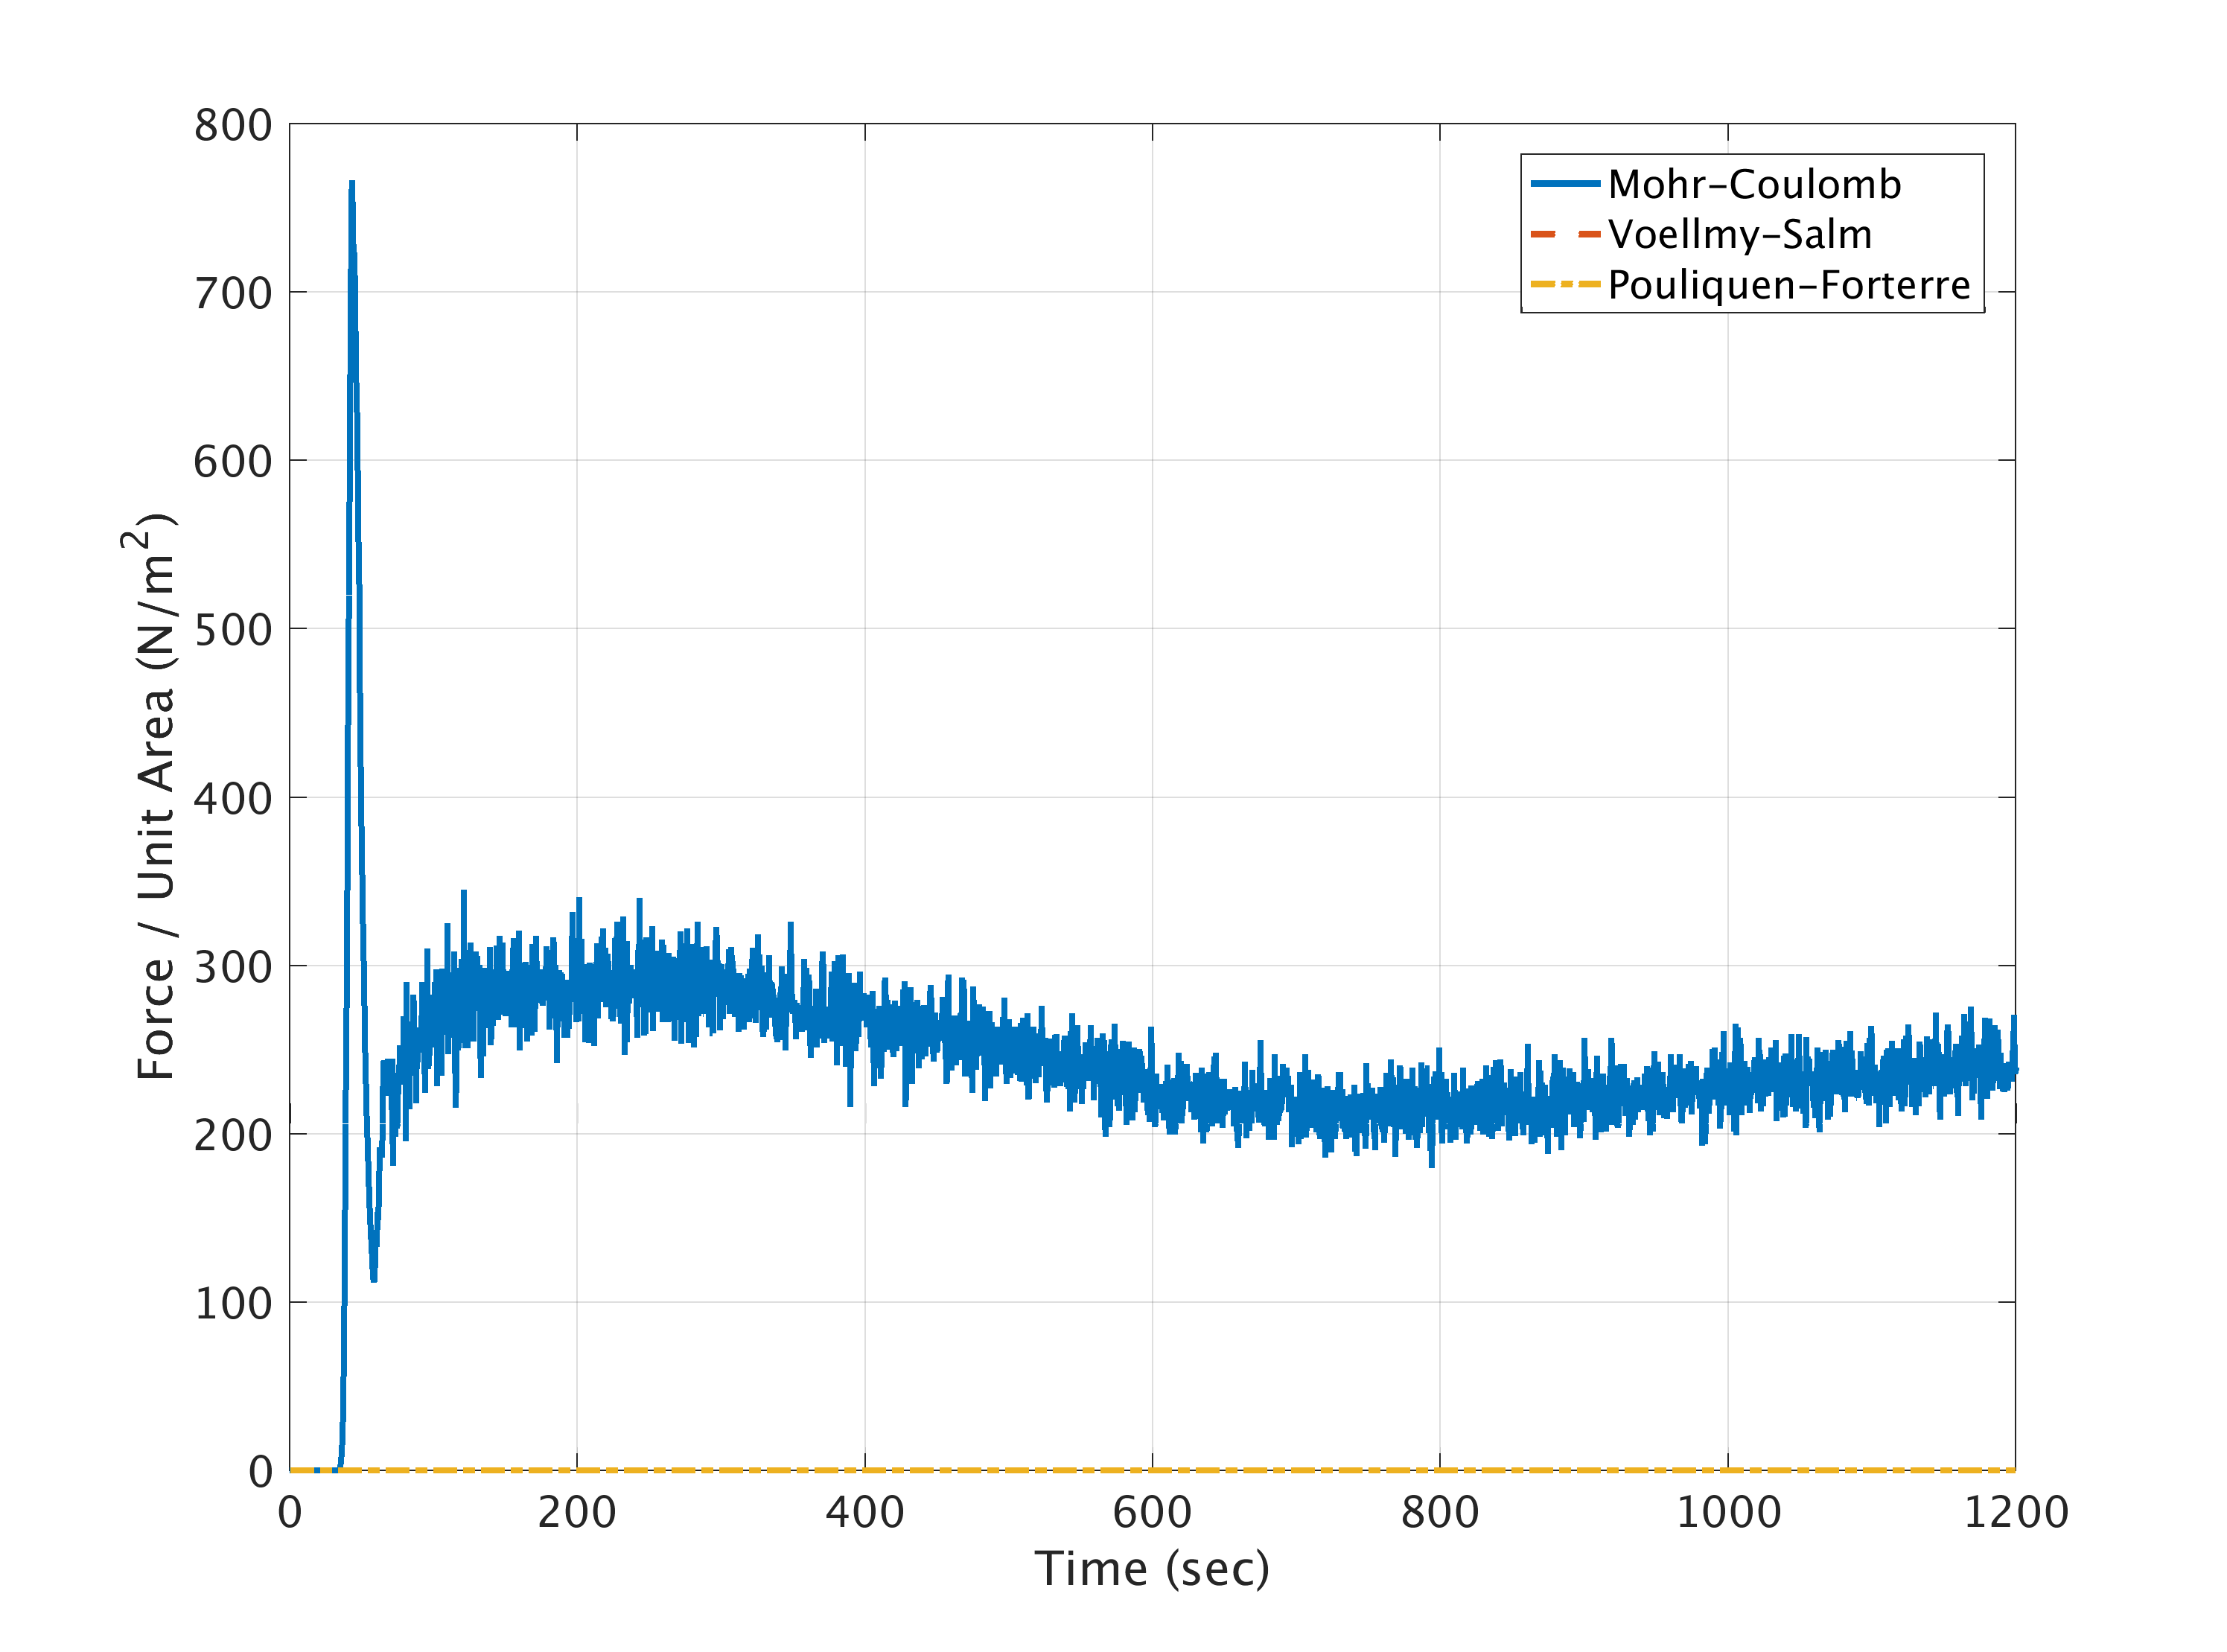 800
700
600
500
400
300
200
100
0
0 200 400 600 800 1000 1200
Time (sec)
Force / Unit Area (N/m²)
Mohr-Coulomb
Voellmy-Salm
Pouliquen-Forterre